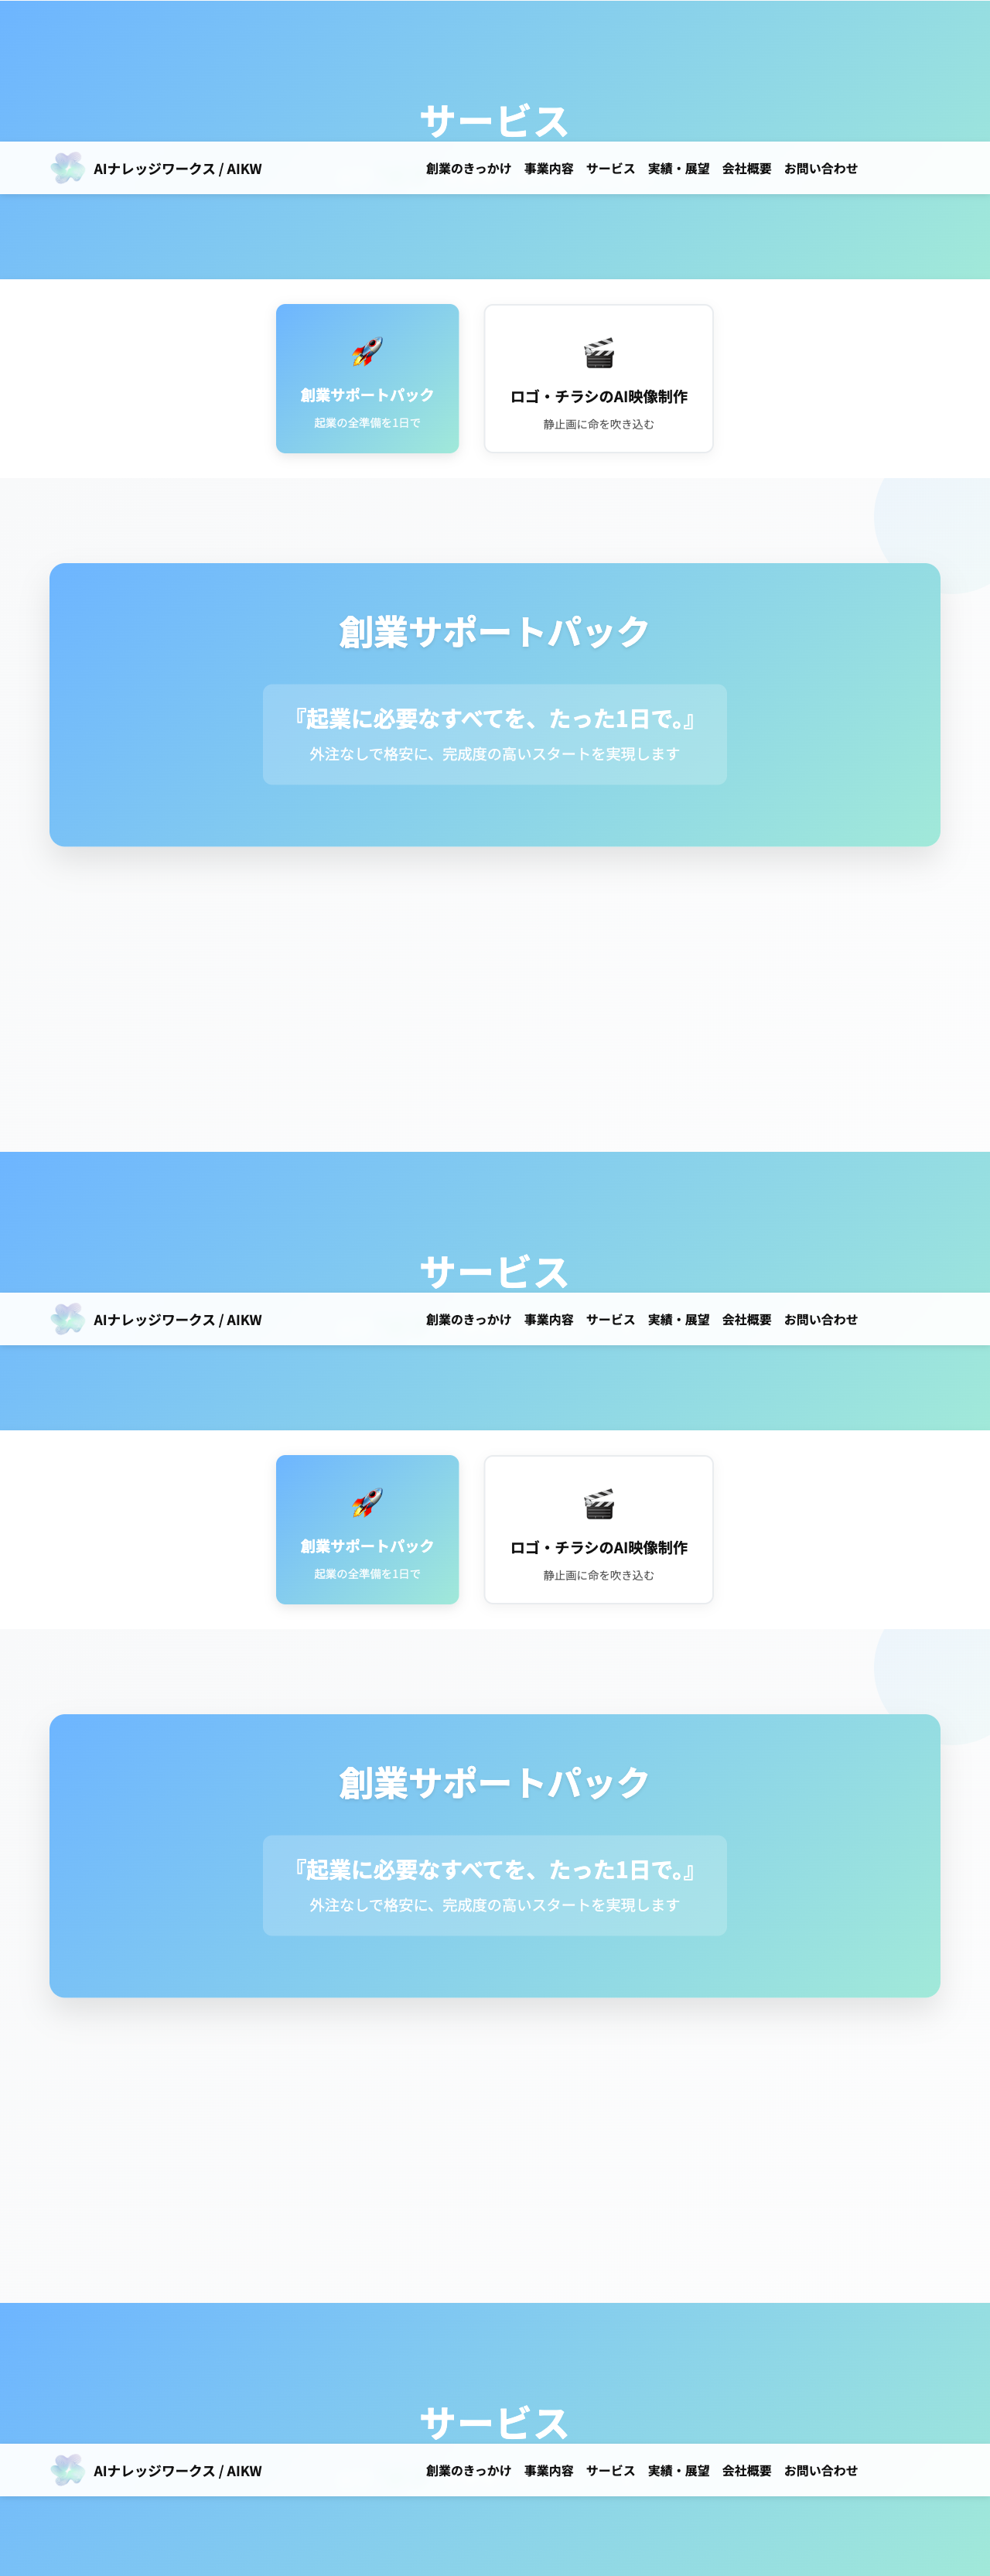 サービス
AIナレッジワークス / AIKW
創業のきっかけ 事業内容 サービス 実績・展望 会社概要 お問い合わせ
創業サポートパック
起業の全準備を1日で
ロゴ・チラシのAI映像制作
静止画に命を吹き込む
創業サポートパック
『起業に必要なすべてを、たった1日で。』
外注なしで格安に、完成度の高いスタートを実現します
サービス
AIナレッジワークス / AIKW
創業のきっかけ 事業内容 サービス 実績・展望 会社概要 お問い合わせ
創業サポートパック
起業の全準備を1日で
ロゴ・チラシのAI映像制作
静止画に命を吹き込む
創業サポートパック
『起業に必要なすべてを、たった1日で。』
外注なしで格安に、完成度の高いスタートを実現します
サービス
AIナレッジワークス / AIKW
創業のきっかけ 事業内容 サービス 実績・展望 会社概要 お問い合わせ